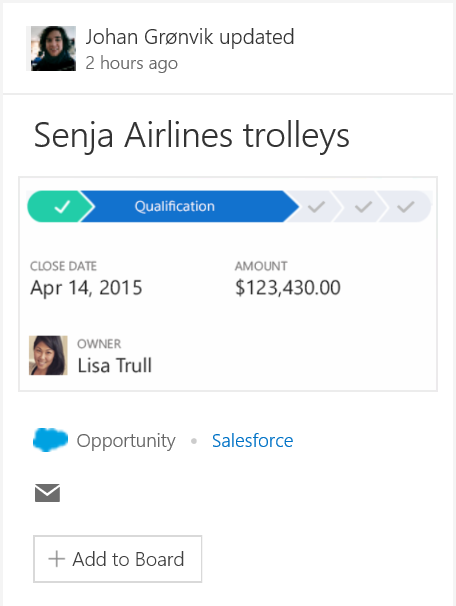 Johan Grønvik updated
2 hours ago
Senja Airlines trolleys
Qualification
CLOSE DATE
Apr 14, 2015
AMOUNT
$123,430.00
OWNER
Lisa Trull
Opportunity • Salesforce
+ Add to Board